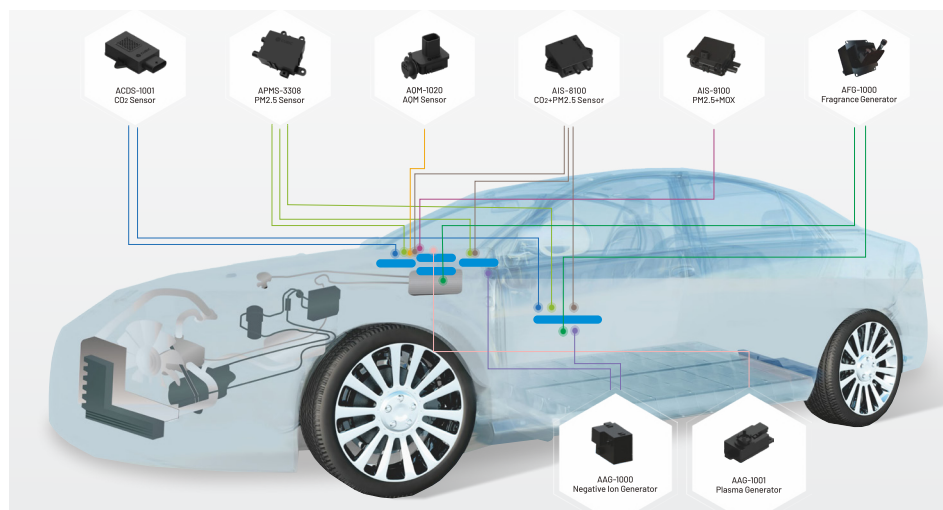 ACDS-1001
CO₂ Sensor
APMS-3308
PM2.5 Sensor
AQM-1020
AQM Sensor
AIS-8100
CO₂+PM2.5 Sensor
AIS-9100
PM2.5+MOX
AFG-1000
Fragrance Generator
AAG-1000
Negative Ion Generator
AAG-1001
Plasma Generator